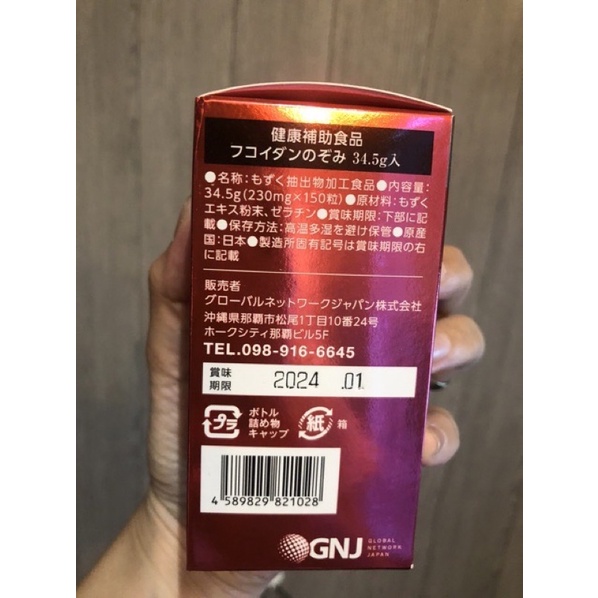 健康補助食品
フコイダンのぞみ 34.5g入
●名称:もずく抽出物加工食品●内容量:
34.5g(230mg×150粒)●原材料:もずく
エキス粉末、ゼラチン●賞味期限:下部に記
載●保存方法:高温多湿を避け保管●原産
国:日本●製造所固有記号は賞味期限の右
に記載
販売者
グローバルネットワークジャパン株式会社
沖縄県那覇市松尾1丁目10番24号
ホークシティ那覇ビル5F
TEL.098-916-6645
賞味
期限
2024 .01
プラ
ボトル
詰め物
キャップ
紙
箱
4 589829 821028
GNJ
GLOBAL
NETWORK
JAPAN